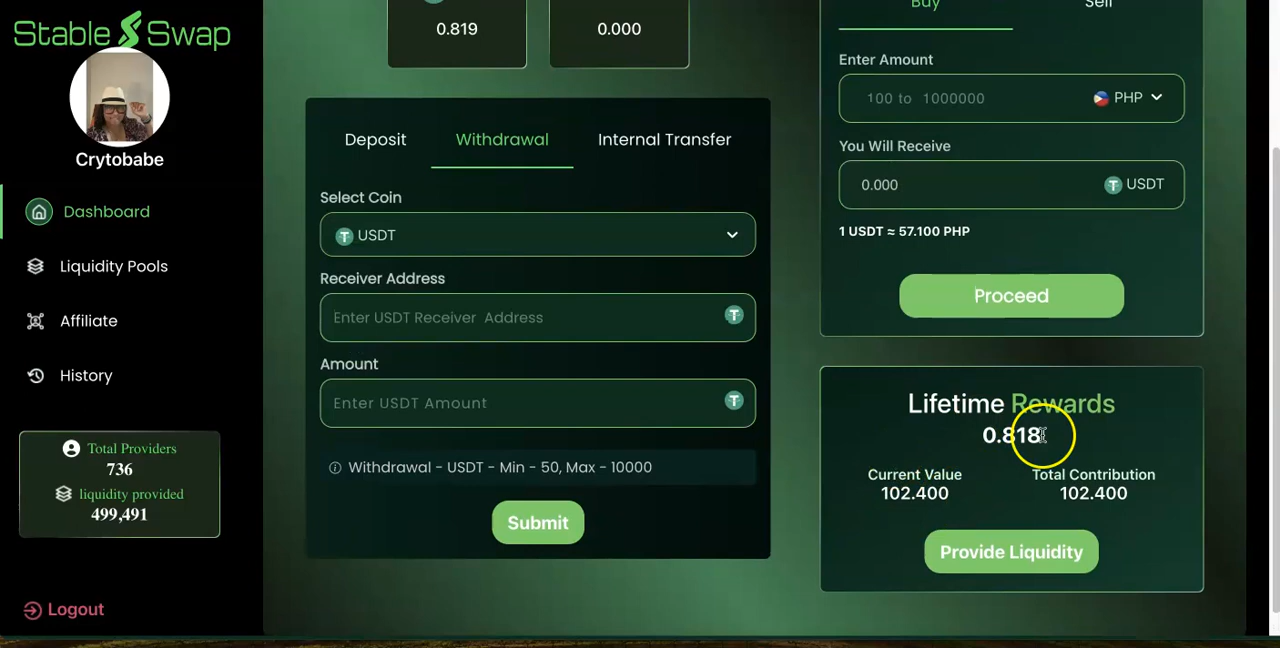 Stable Swap
Crytobabe
Dashboard
Liquidity Pools
Affiliate
History
Total Providers
736
liquidity provided
499,491
Logout
0.819
0.000
Deposit
Withdrawal
Internal Transfer
Select Coin
USDT
Receiver Address
Enter USDT Receiver Address
Amount
Enter USDT Amount
Withdrawal - USDT - Min - 50, Max - 10000
Submit
Buy
Sell
Enter Amount
100 to 1000000
PHP
You Will Receive
0.000
USDT
1 USDT ≈ 57.100 PHP
Proceed
Lifetime Rewards
0.818
Current Value
102.400
Total Contribution
102.400
Provide Liquidity